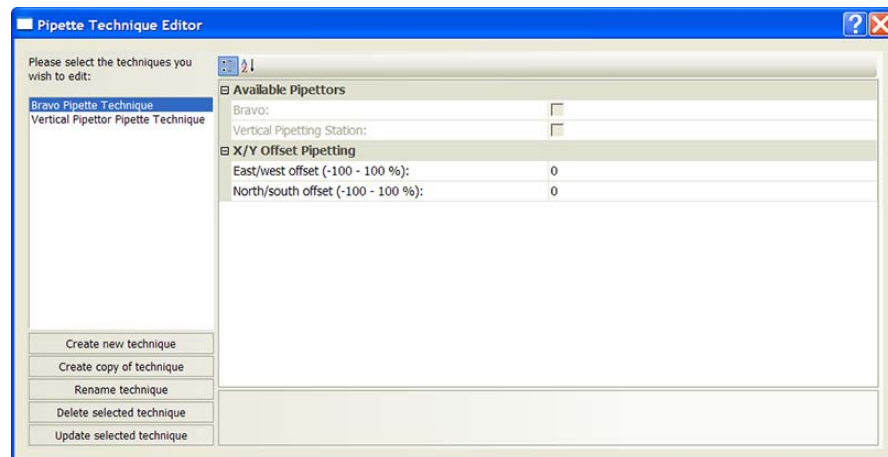 Pipette Technique Editor
Please select the techniques you
wish to edit:
Bravo Pipette Technique
Vertical Pipettor Pipette Technique
Create new technique
Create copy of technique
Rename technique
Delete selected technique
Update selected technique
Available Pipettors
Bravo:
Vertical Pipetting Station:
X/Y Offset Pipetting
East/west offset (-100 - 100 %): 0
North/south offset (-100 - 100 %): 0